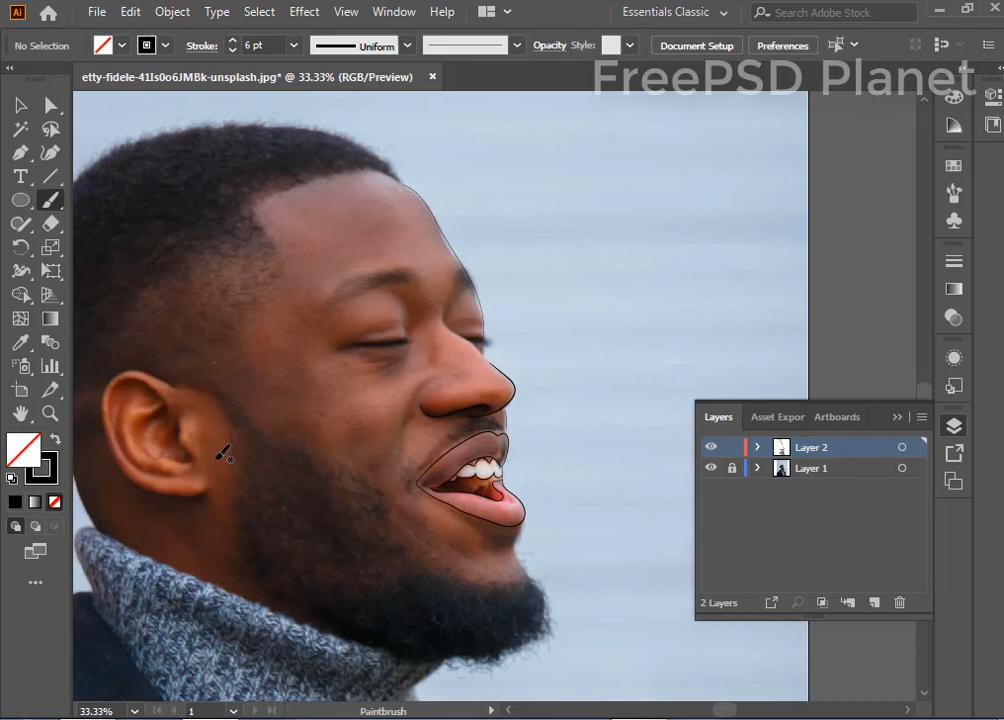 Ai File Edit Object Type Select Effect View Window Help Essentials Classic Search Adobe Stock
No Selection Stroke: 6 pt Uniform Opacity Style: Document Setup Preferences
etty-fidele-41Is0o6JMBk-unsplash.jpg* @ 33.33% (RGB/Preview)
FreePSD Planet
Layers Asset Expor Artboards
Layer 2
Layer 1
2 Layers
33.33% 1 Paintbrush